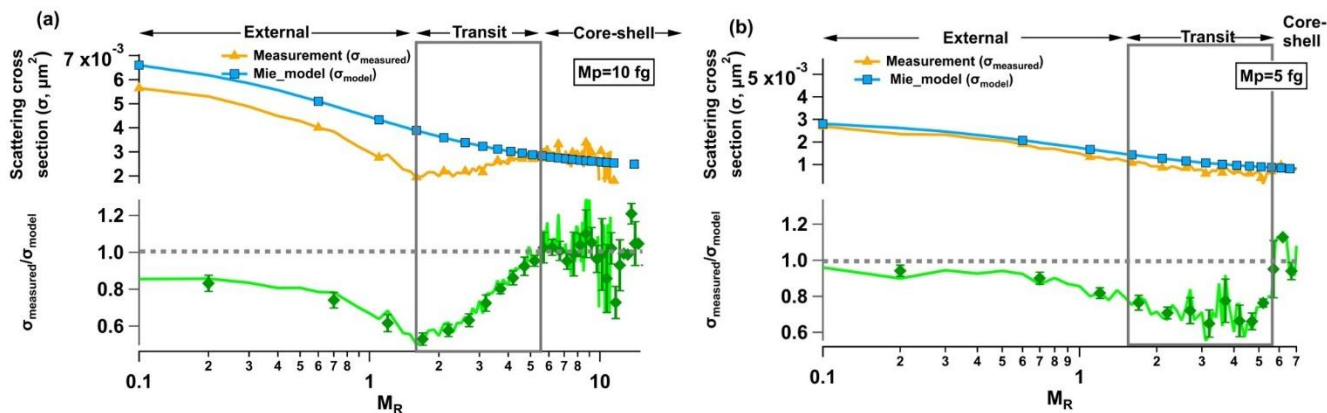 (a)
External
Transit
Core-shell
Measurement (σmeasured)
Mie_model (σmodel)
Mp=10 fg
Scattering cross
section (σ, µm²)
7 x10⁻³
6
5
4
3
2
σmeasured/σmodel
1.2
1.0
0.8
0.6
0.1
2
3
4
5
6
7
8
1
2
3
4
5
6
7
8
10
MR
(b)
External
Transit
Core-
shell
Measurement (σmeasured)
Mie_model (σmodel)
Mp=5 fg
Scattering cross
section (σ, µm²)
5 x10⁻³
4
3
2
1
σmeasured/σmodel
1.2
1.0
0.8
0.6
0.1
2
3
4
5
6
7
8
9
1
2
3
4
5
6
7
MR